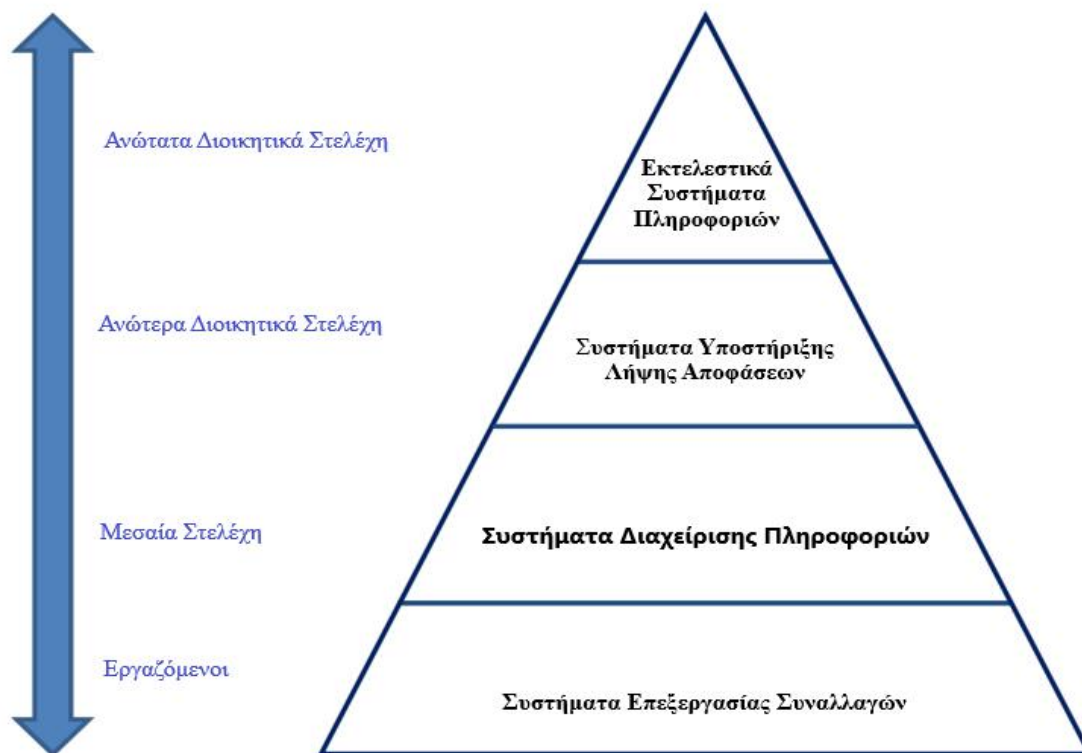 Ανώτατα Διοικητικά Στελέχη
Εκτελεστικά
Συστήματα
Πληροφοριών
Ανώτερα Διοικητικά Στελέχη
Συστήματα Υποστήριξης
Λήψης Αποφάσεων
Μεσαία Στελέχη
Συστήματα Διαχείρισης Πληροφοριών
Εργαζόμενοι
Συστήματα Επεξεργασίας Συναλλαγών